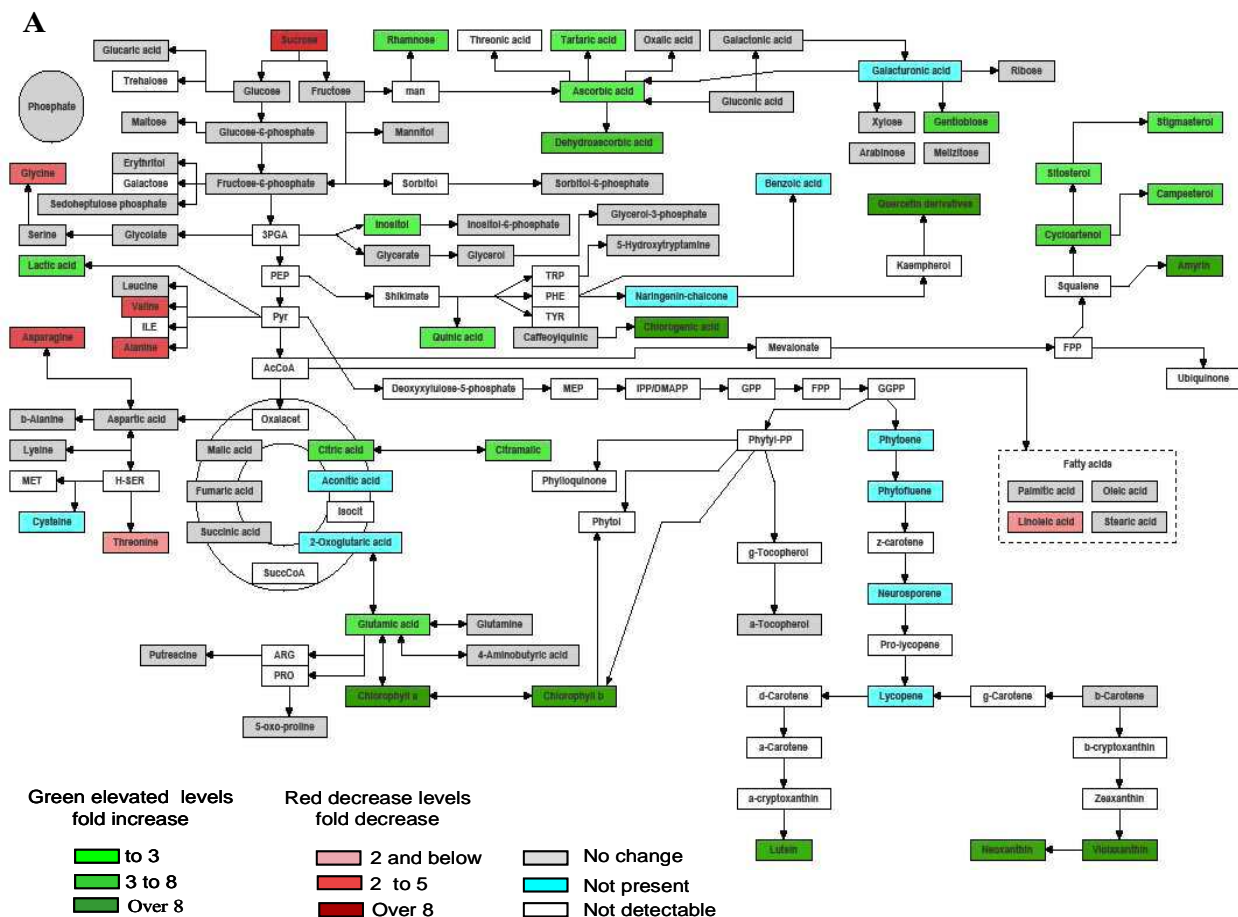 A
Sucrose
Rhamnose
Threonic acid
Tartaric acid
Oxalic acid
Galactonic acid
Glucaric acid
Trehalose
Galacturonic acid
Ribose
Phosphate
Glucose
Fructose
man
Ascorbic acid
Gluconic acid
Maltose
Glucose-6-phosphate
Mannitol
Dehydroascorbic acid
Xylose
Gentiobiose
Stigmasterol
Arabinose
Melizitose
Erythritol
Glycine
Galactose
Fructose-6-phosphate
Sorbitol
Sorbitol-6-phosphate
Benzoic acid
Sitosterol
Sedoheptulose phosphate
Quercetin derivatives
Campesterol
Inositol
Inositol-6-phosphate
Glycerol-3-phosphate
Serine
Glycolate
3PGA
Cycloartenol
Glycerate
Glycerol
5-Hydroxytryptamine
Lactic acid
PEP
TRP
Kaempherol
Amyrin
Leucine
Shikimate
PHE
Naringenin-chalcone
Squalene
Valine
Pyr
TYR
ILE
Asparagine
Alanine
Quinic acid
Caffeoylquinic
Chlorogenic acid
Mevalonate
FPP
AcCoA
Ubiquinone
Deoxyxylulose-5-phosphate
MEP
IPP/DMAPP
GPP
FPP
GGPP
b-Alanine
Aspartic acid
Oxalacet
Lysine
Malic acid
Citric acid
Citramalic
Phytyl-PP
Phytoene
MET
H-SER
Fumaric acid
Aconitic acid
Phylloquinone
Phytofluene
Fatty acids
Palmitic acid
Oleic acid
Isocit
Cysteine
Succinic acid
Phytol
Linoleic acid
Stearic acid
Threonine
2-Oxoglutaric acid
z-carotene
SuccCoA
g-Tocopherol
Neurosporene
Glutamic acid
Glutamine
a-Tocopherol
Pro-lycopene
Putrescine
ARG
4-Aminobutyric acid
PRO
Chlorophyll a
Chlorophyll b
d-Carotene
Lycopene
g-Carotene
b-Carotene
5-oxo-proline
a-Carotene
b-cryptoxanthin
a-cryptoxanthin
Zeaxanthin
Lutein
Neoxanthin
Violaxanthin
Green elevated levels
fold increase
to 3
3 to 8
Over 8
Red decrease levels
fold decrease
2 and below
2 to 5
Over 8
No change
Not present
Not detectable